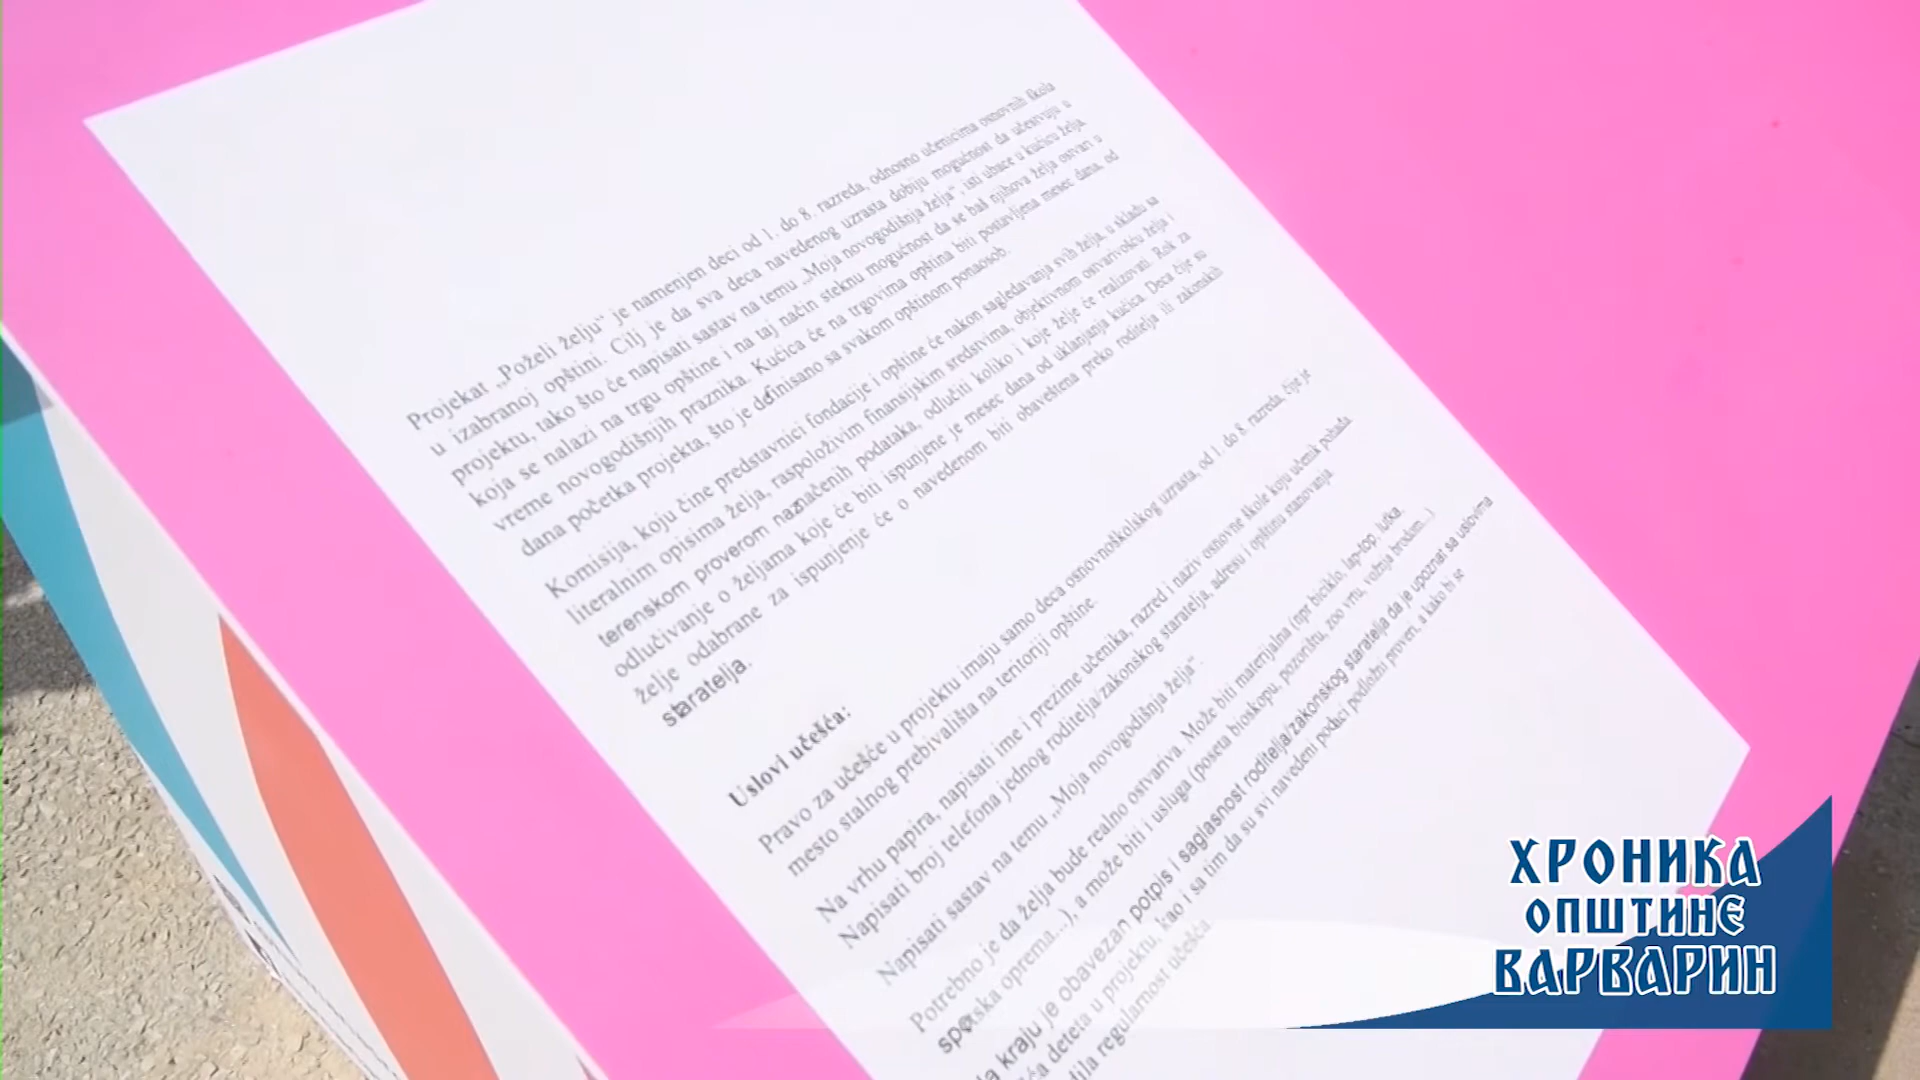 Projekat „Poželi želju“ je namenjen deci od 1. do 8. razreda, odnosno učenicima osnovnih škola
u izabranoj opštini. Cilj je da sva deca navedenog uzrasta dobiju mogućnost da učestvuju u
projektu, tako što će napisati sastav na temu „Moja novogodišnja želja“, isti ubace u kućicu želja,
koja se nalazi na trgu opštine i na taj način steknu mogućnost da se baš njihova želja ostvari u
vreme novogodišnjih praznika. Kućica će na trgovima opština biti postavljena mesec dana, od
dana početka projekta, što je definisano sa svakom opštinom ponaosob.
Komisija, koju čine predstavnici fondacije i opštine će nakon sagledavanja svih želja, u skladu sa
literalnim opisima želja, raspoloživim finansijskim sredstvima, objektivnom ostvarivošću želja i
terenskom proverom naznačenih podataka, odlučiti koliko i koje želje će realizovati. Rok za
odlučivanje o željama koje će biti ispunjene je mesec dana od uklanjanja kućica. Deca čije su
želje odabrane za ispunjenje će o navedenom biti obaveštena preko roditelja ili zakonskih
staratelja.
Uslovi učešća:
Pravo za učešće u projektu imaju samo deca osnovnoškolskog uzrasta, od 1. do 8. razreda, čije je
mesto stalnog prebivališta na teritoriji opštine.
Na vrhu papira, napisati ime i prezime učenika, razred i naziv osnovne škole koju učenik pohađa.
Napisati broj telefona jednog roditelja/zakonskog staratelja, adresu i opštinu stanovanja
Napisati sastav na temu „Moja novogodišnja želja“.
Potrebno je da želja bude realno ostvariva. Može biti materijalna (npr biciklo, lap-top, lutka,
sportska oprema...), a može biti i usluga (poseta bioskopu, pozorištu, zoo vrtu, vožnja brodom...)
kraju je obavezan potpis i saglasnost roditelja/zakonskog staratelja da je upoznat sa uslovima
deteta u projektu, kao i sa tim da su svi navedeni podaci podložni proveri, a kako bi se
regularnost učešća.
ХРОНИКА
ОПШТИНЕ
ВАРВАРИН